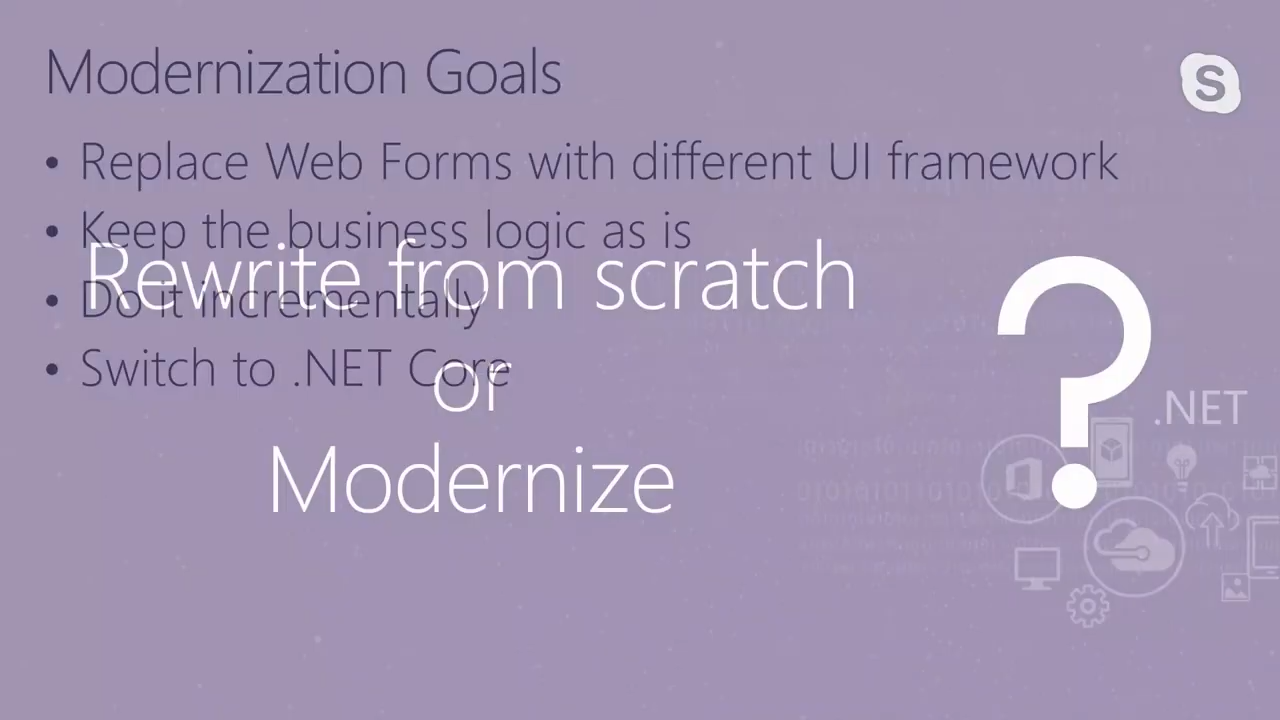 Modernization Goals
S
• Replace Web Forms with different UI framework
• Keep the business logic as is
Rewrite from scratch
• Do it incrementally
• Switch to .NET Core
or
?
.NET
Modernize